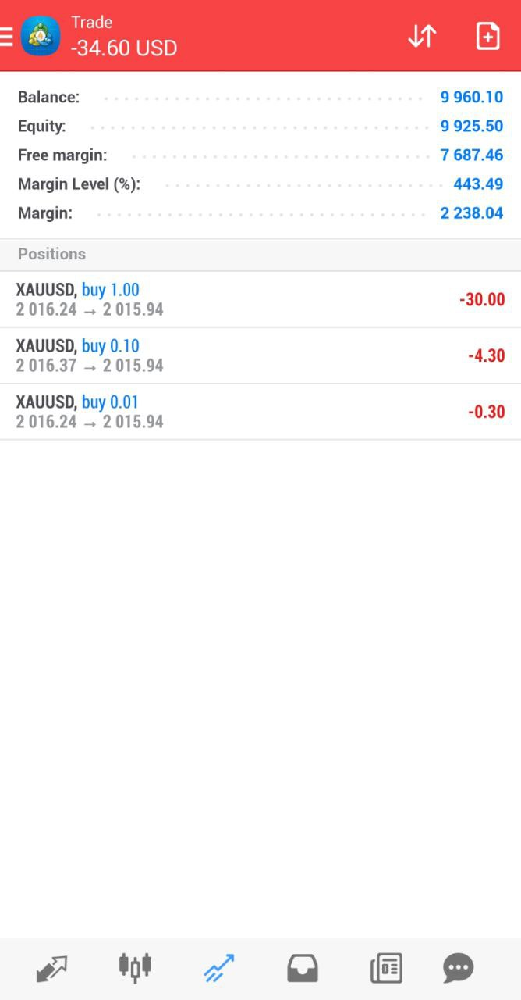 Trade
-34.60 USD
Balance: 9 960.10
Equity: 9 925.50
Free margin: 7 687.46
Margin Level (%): 443.49
Margin: 2 238.04
Positions
XAUUSD, buy 1.00
2 016.24 → 2 015.94 -30.00
XAUUSD, buy 0.10
2 016.37 → 2 015.94 -4.30
XAUUSD, buy 0.01
2 016.24 → 2 015.94 -0.30